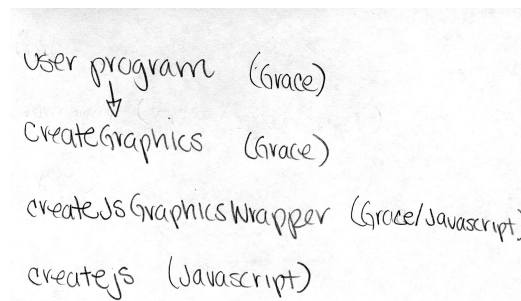 user program (Grace)
createGraphics (Grace)
createJsGraphicsWrapper (Grace/Javascript)
createjs (Javascript)